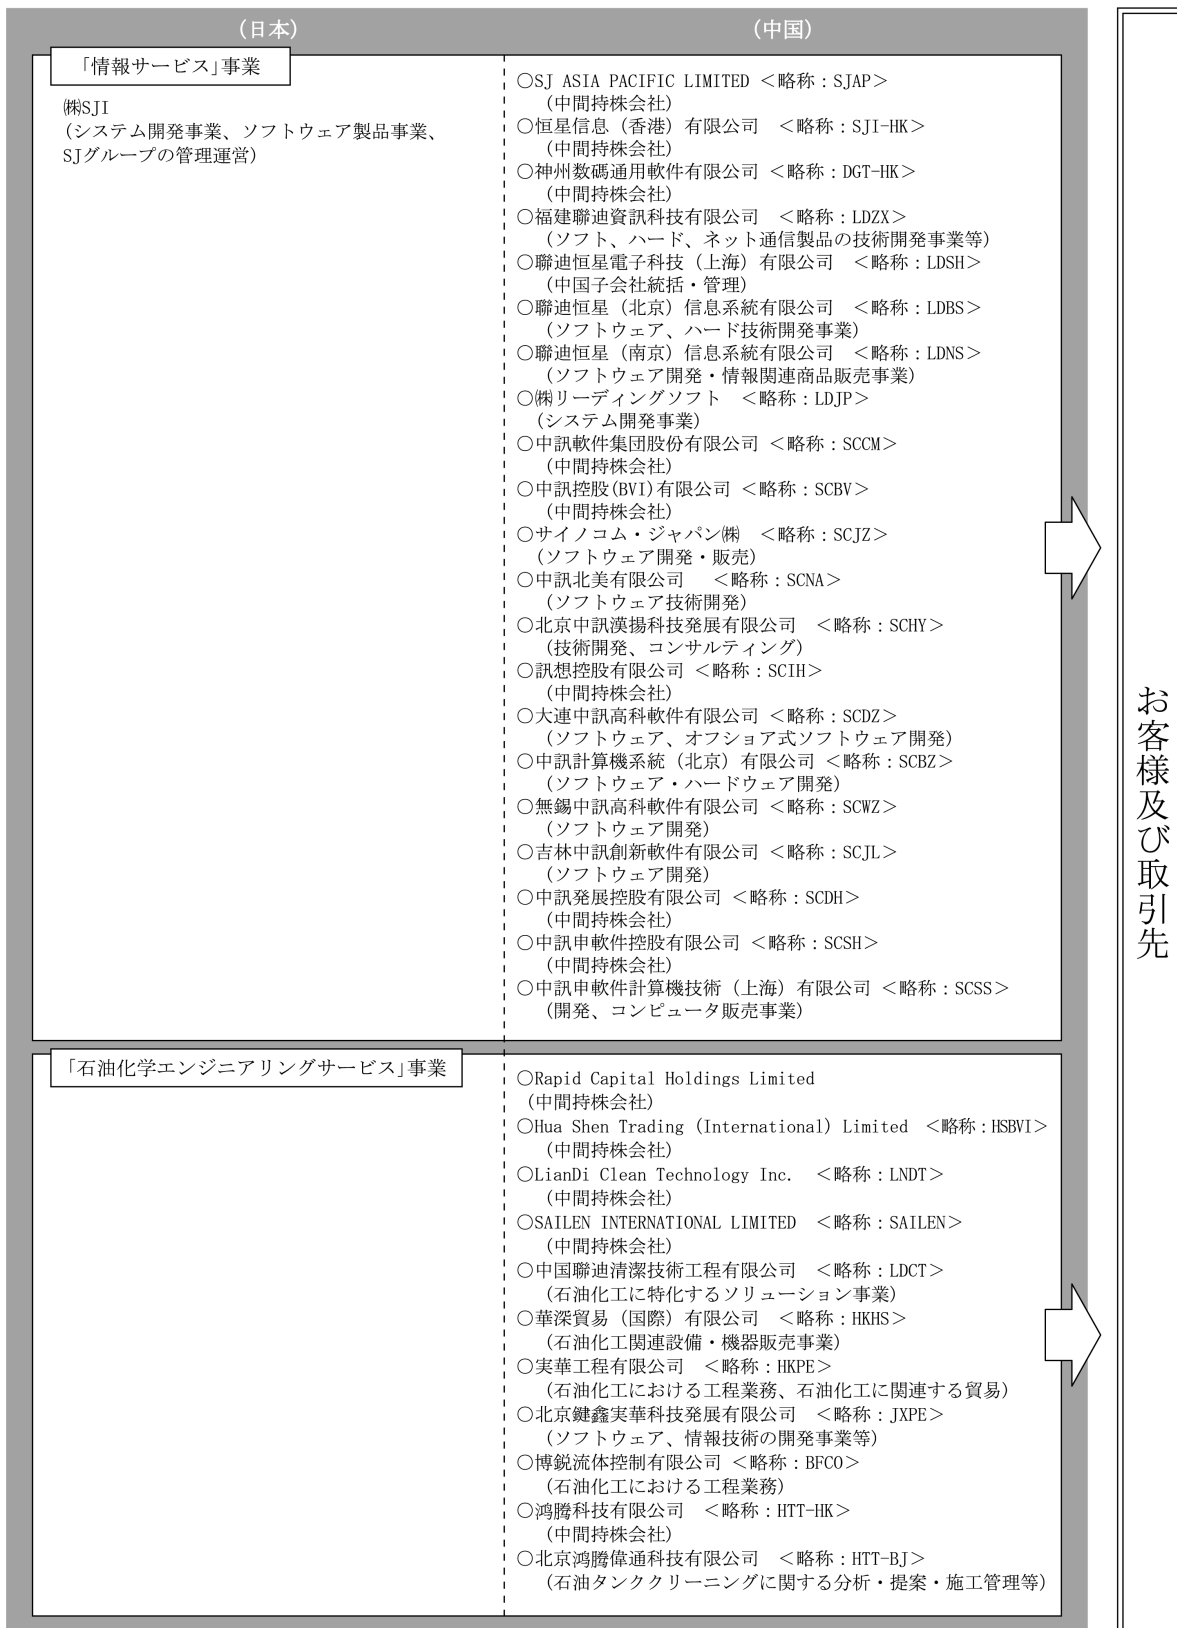 (日本)
(中国)
「情報サービス」事業
㈱SJI
(システム開発事業、ソフトウェア製品事業、
SJグループの管理運営)
○SJ ASIA PACIFIC LIMITED <略称：SJAP>
(中間持株会社)
○恒星信息（香港）有限公司 <略称：SJI-HK>
(中間持株会社)
○神州数碼通用軟件有限公司 <略称：DGT-HK>
(中間持株会社)
○福建聯迪資訊科技有限公司 <略称：LDZX>
(ソフト、ハード、ネット通信製品の技術開発事業等)
○聯迪恒星電子科技（上海）有限公司 <略称：LDSH>
(中国子会社統括・管理)
○聯迪恒星（北京）信息系統有限公司 <略称：LDBS>
(ソフトウェア、ハード技術開発事業)
○聯迪恒星（南京）信息系統有限公司 <略称：LDNS>
(ソフトウェア開発・情報関連商品販売事業)
○㈱リーディングソフト <略称：LDJP>
(システム開発事業)
○中訊軟件集団股份有限公司 <略称：SCCM>
(中間持株会社)
○中訊控股(BVI)有限公司 <略称：SCBV>
(中間持株会社)
○サイノコム・ジャパン㈱ <略称：SCJZ>
(ソフトウェア開発・販売)
○中訊北美有限公司 <略称：SCNA>
(ソフトウェア技術開発)
○北京中訊漢揚科技発展有限公司 <略称：SCHY>
(技術開発、コンサルティング)
○訊想控股有限公司 <略称：SCIH>
(中間持株会社)
○大連中訊高科軟件有限公司 <略称：SCDZ>
(ソフトウェア、オフショア式ソフトウェア開発)
○中訊計算機系統（北京）有限公司 <略称：SCBZ>
(ソフトウェア・ハードウェア開発)
○無錫中訊高科軟件有限公司 <略称：SCWZ>
(ソフトウェア開発)
○吉林中訊創新軟件有限公司 <略称：SCJL>
(ソフトウェア開発)
○中訊発展控股有限公司 <略称：SCDH>
(中間持株会社)
○中訊申軟件控股有限公司 <略称：SCSH>
(中間持株会社)
○中訊申軟件計算機技術（上海）有限公司 <略称：SCSS>
(開発、コンピュータ販売事業)
「石油化学エンジニアリングサービス」事業
○Rapid Capital Holdings Limited
(中間持株会社)
○Hua Shen Trading (International) Limited <略称：HSBVI>
(中間持株会社)
○LianDi Clean Technology Inc. <略称：LNDT>
(中間持株会社)
○SAILEN INTERNATIONAL LIMITED <略称：SAILEN>
(中間持株会社)
○中国聯迪清潔技術工程有限公司 <略称：LDCT>
(石油化工に特化するソリューション事業)
○華深貿易（国際）有限公司 <略称：HKHS>
(石油化工関連設備・機器販売事業)
○実華工程有限公司 <略称：HKPE>
(石油化工における工程業務、石油化工に関連する貿易)
○北京鍵鑫実華科技発展有限公司 <略称：JXPE>
(ソフトウェア、情報技術の開発事業等)
○博鋭流体控制有限公司 <略称：BFCO>
(石油化工における工程業務)
○鴻騰科技有限公司 <略称：HTT-HK>
(中間持株会社)
○北京鴻騰偉通科技有限公司 <略称：HTT-BJ>
(石油タンククリーニングに関する分析・提案・施工管理等)
お客様及び取引先